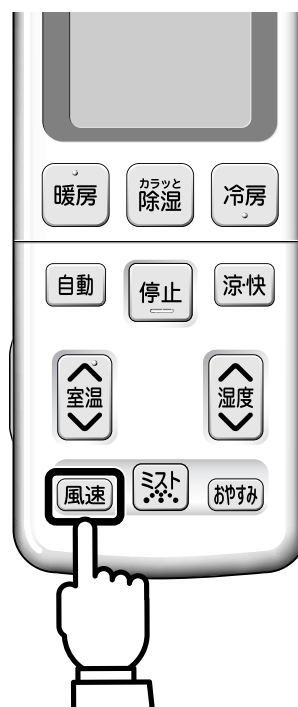 暖房 カラッと除湿 冷房
自動 停止 涼快
室温 湿度
風速 ミスト おやすみ